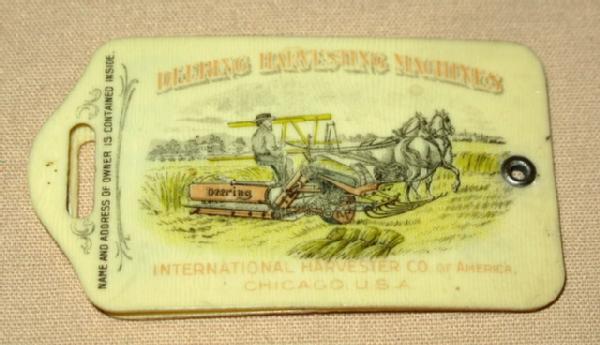 DEERING HARVESTING MACHINES
Deering
INTERNATIONAL HARVESTER CO. OF AMERICA.
CHICAGO, U.S.A.
NAME AND ADDRESS OF OWNER IS CONTAINED INSIDE.